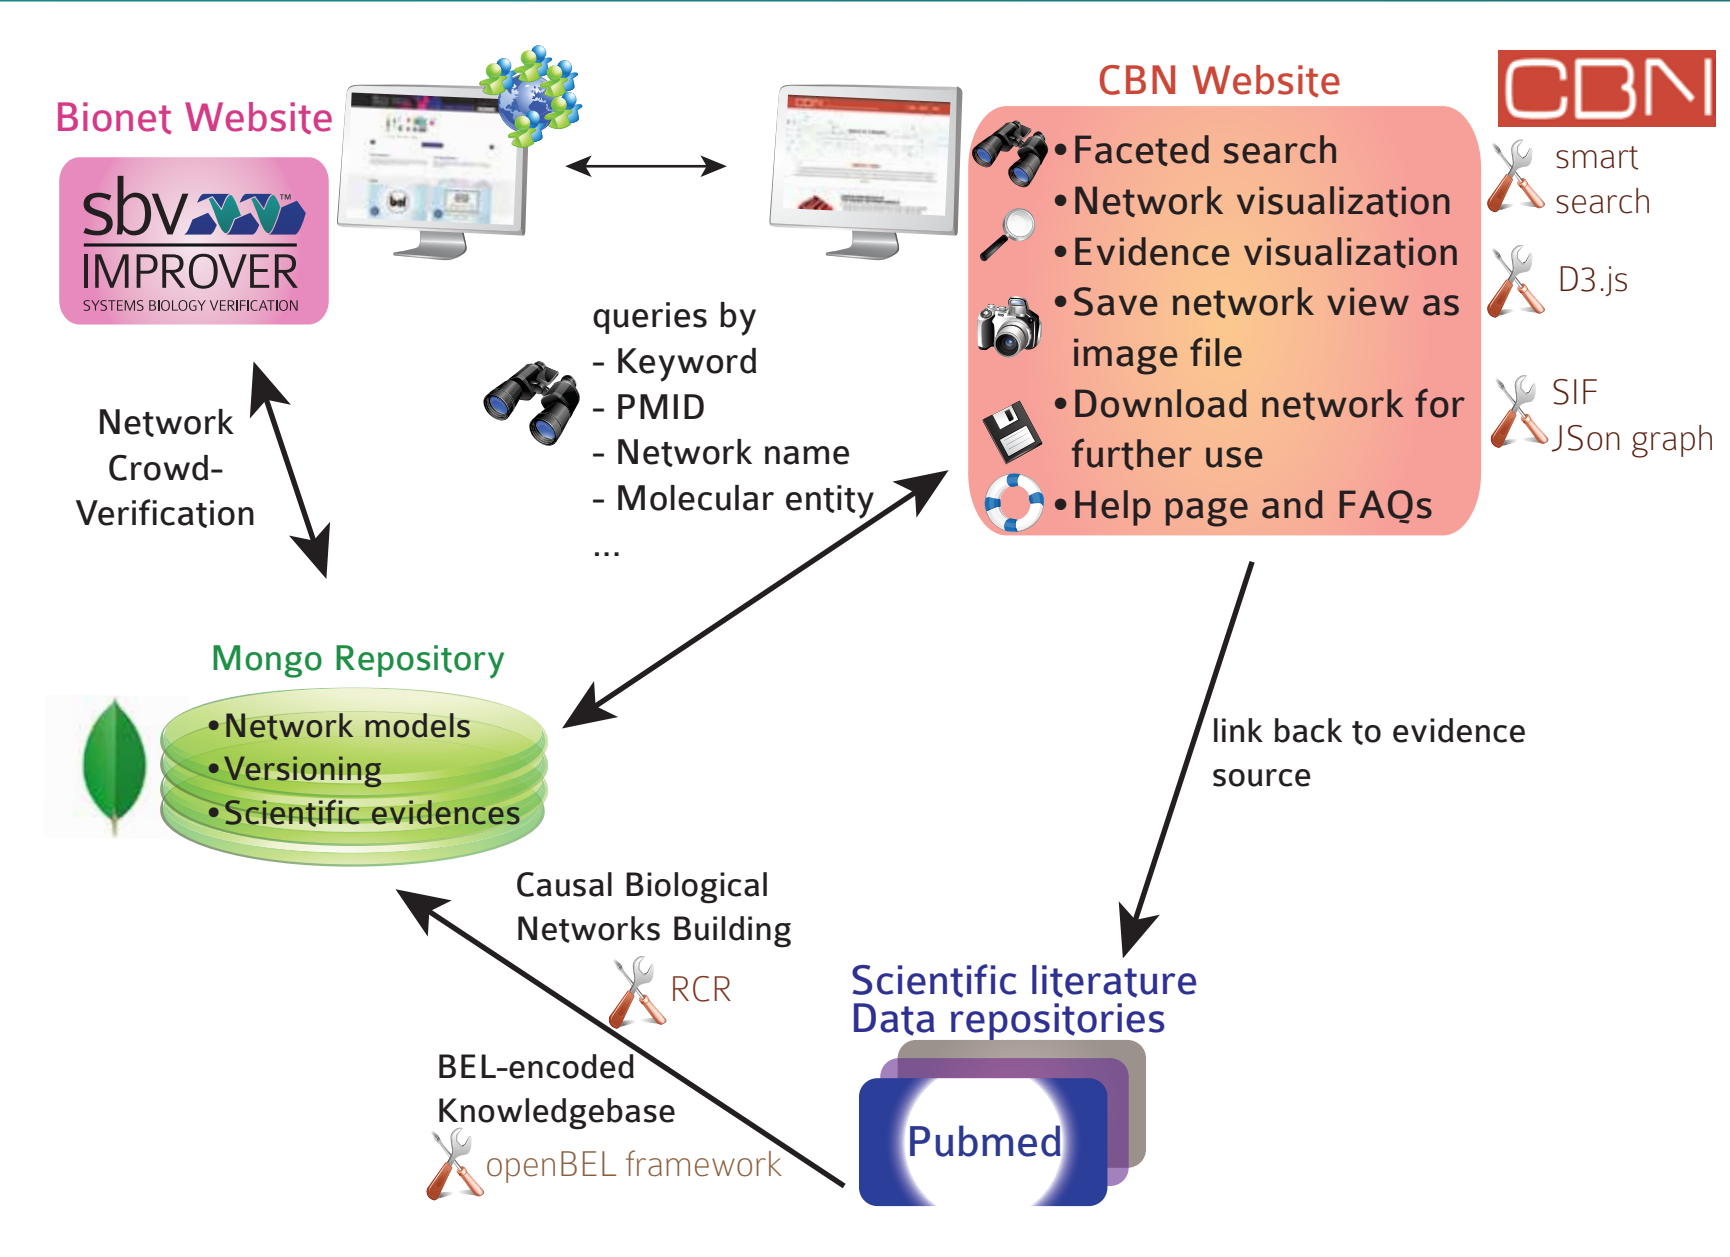 Bionet Website
sbv™
IMPROVER
SYSTEMS BIOLOGY VERIFICATION
CBN Website
CBN
•Faceted search
•Network visualization
•Evidence visualization
•Save network view as
image file
•Download network for
further use
•Help page and FAQs
smart
search
D3.js
SIF
JSon graph
queries by
- Keyword
- PMID
- Network name
- Molecular entity
...
Network
Crowd-
Verification
Mongo Repository
•Network models
•Versioning
•Scientific evidences
link back to evidence
source
Causal Biological
Networks Building
RCR
BEL-encoded
Knowledgebase
openBEL framework
Scientific literature
Data repositories
Pubmed